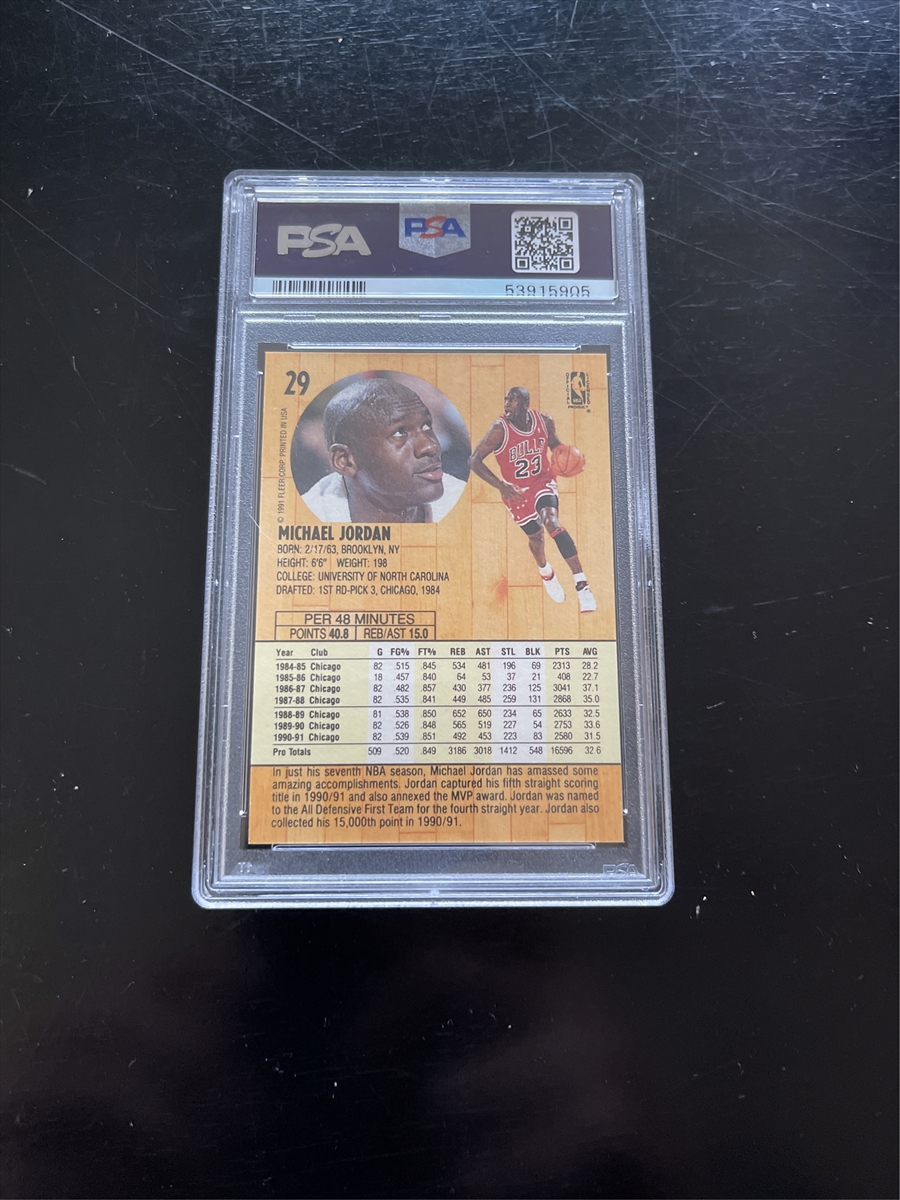 PSA PSA
53915905
29
OFFICIAL LICENSED
NBA
PRODUCT
© 1991 FLEER CORP. PRINTED IN USA
BULLS
23
MICHAEL JORDAN
BORN: 2/17/63, BROOKLYN, NY
HEIGHT: 6'6" WEIGHT: 198
COLLEGE: UNIVERSITY OF NORTH CAROLINA
DRAFTED: 1ST RD-PICK 3, CHICAGO, 1984
PER 48 MINUTES
POINTS 40.8 REB/AST 15.0
Year Club G FG% FT% REB AST STL BLK PTS AVG
1984-85 Chicago 82 .515 .845 534 481 196 69 2313 28.2
1985-86 Chicago 18 .457 .840 64 53 37 21 408 22.7
1986-87 Chicago 82 .482 .857 430 377 236 125 3041 37.1
1987-88 Chicago 82 .535 .841 449 485 259 131 2868 35.0
1988-89 Chicago 81 .538 .850 652 650 234 65 2633 32.5
1989-90 Chicago 82 .526 .848 565 519 227 54 2753 33.6
1990-91 Chicago 82 .539 .851 492 453 223 83 2580 31.5
Pro Totals 509 .520 .849 3186 3018 1412 548 16596 32.6
In just his seventh NBA season, Michael Jordan has amassed some
amazing accomplishments. Jordan captured his fifth straight scoring
title in 1990/91 and also annexed the MVP award. Jordan was named
to the All Defensive First Team for the fourth straight year. Jordan also
collected his 15,000th point in 1990/91.
PSA